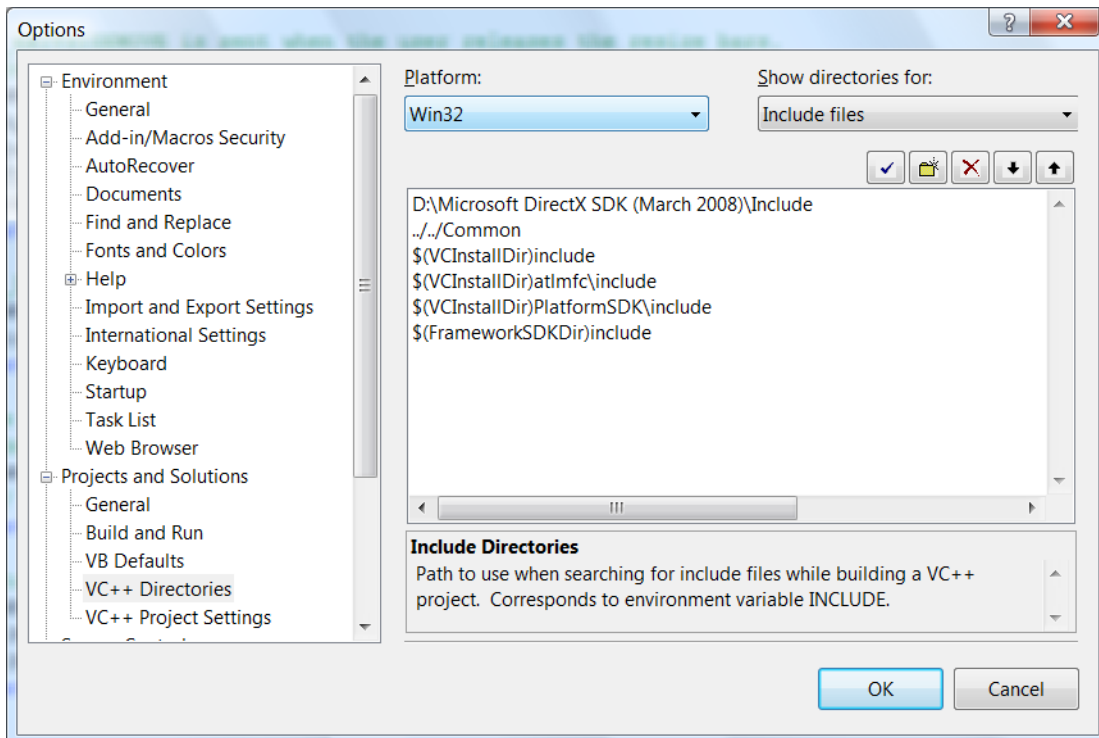 Options
Environment
General
Add-in/Macros Security
AutoRecover
Documents
Find and Replace
Fonts and Colors
Help
Import and Export Settings
International Settings
Keyboard
Startup
Task List
Web Browser
Projects and Solutions
General
Build and Run
VB Defaults
VC++ Directories
VC++ Project Settings
Platform:
Win32
Show directories for:
Include files
D:\Microsoft DirectX SDK (March 2008)\Include
../../Common
$(VCInstallDir)include
$(VCInstallDir)atlmfc\include
$(VCInstallDir)PlatformSDK\include
$(FrameworkSDKDir)include
Include Directories
Path to use when searching for include files while building a VC++
project. Corresponds to environment variable INCLUDE.
OK
Cancel